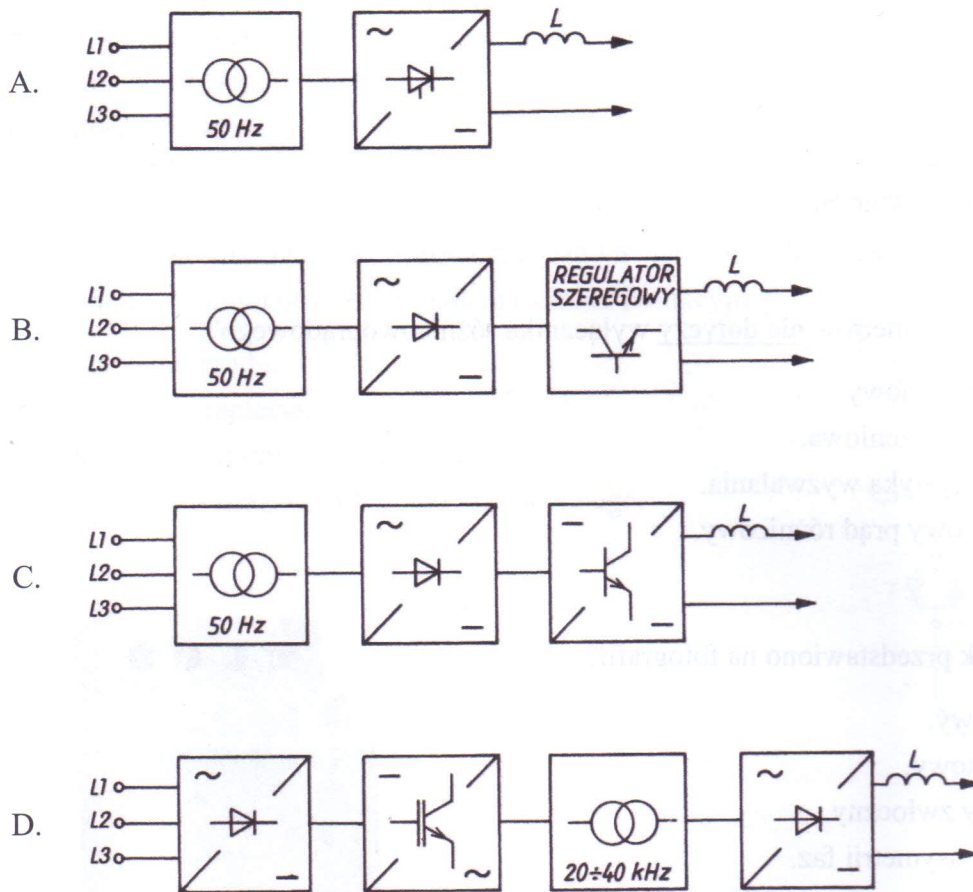 A.
L1
L2
L3
50 Hz
~
—
L
B.
L1
L2
L3
50 Hz
~
—
REGULATOR
SZEREGOWY
L
C.
L1
L2
L3
50 Hz
~
—
—
—
L
D.
L1
L2
L3
~
—
—
~
20÷40 kHz
~
—
L